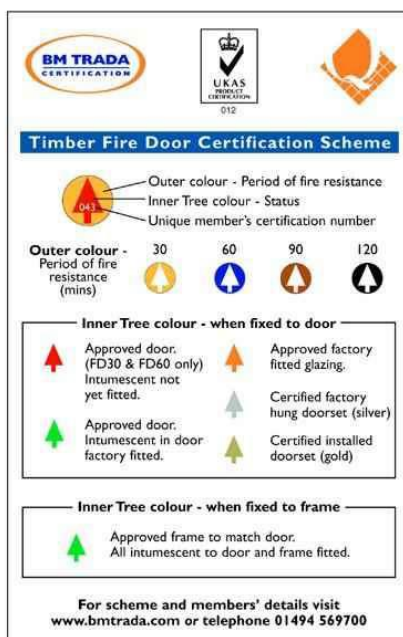 BM TRADA
CERTIFICATION
UKAS
PRODUCT
CERTIFICATION
012
Timber Fire Door Certification Scheme
Outer colour - Period of fire resistance
Inner Tree colour - Status
043
Unique member's certification number
Outer colour - 30 60 90 120
Period of fire
resistance
(mins)
Inner Tree colour - when fixed to door
Approved door.
(FD30 & FD60 only)
Intumescent not
yet fitted.
Approved door.
Intumescent in door
factory fitted.
Approved factory
fitted glazing.
Certified factory
hung doorset (silver)
Certified installed
doorset (gold)
Inner Tree colour - when fixed to frame
Approved frame to match door.
All intumescent to door and frame fitted.
For scheme and members' details visit
www.bmtrada.com or telephone 01494 569700